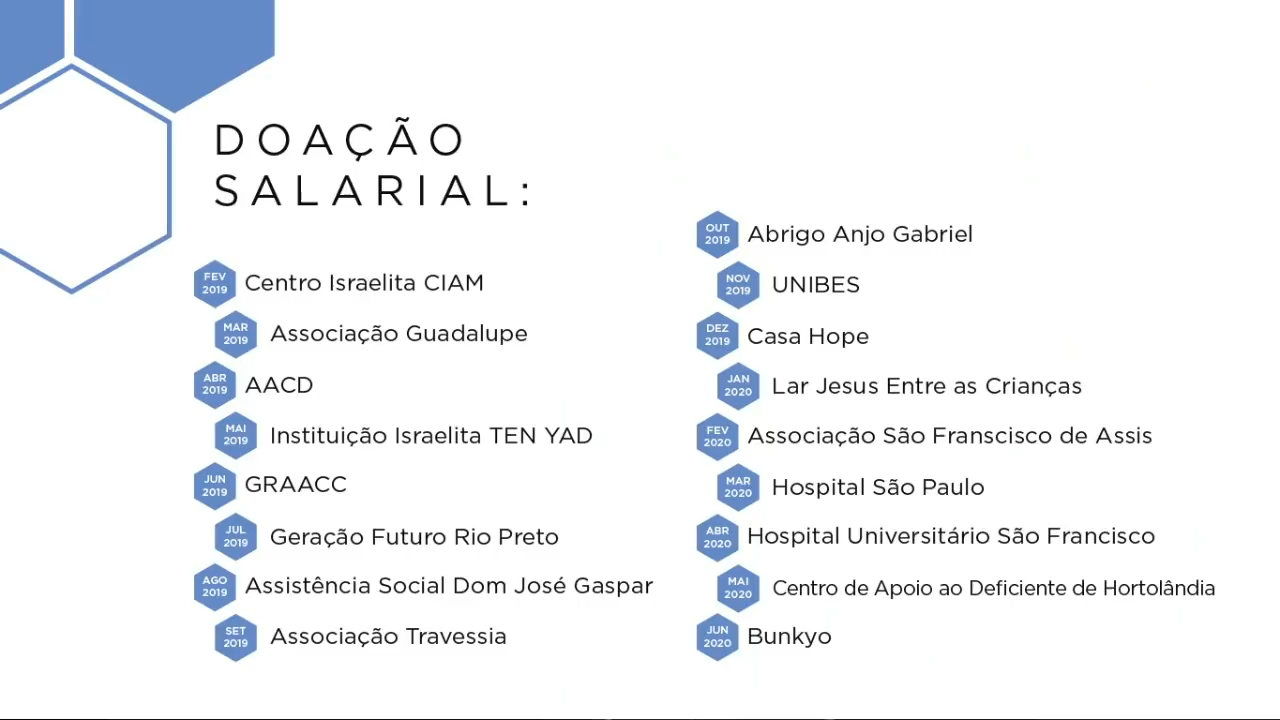 DOAÇÃO
SALARIAL:
FEV
2019
Centro Israelita CIAM
MAR
2019
Associação Guadalupe
ABR
2019
AACD
MAI
2019
Instituição Israelita TEN YAD
JUN
2019
GRAACC
JUL
2019
Geração Futuro Rio Preto
AGO
2019
Assistência Social Dom José Gaspar
SET
2019
Associação Travessia
OUT
2019
Abrigo Anjo Gabriel
NOV
2019
UNIBES
DEZ
2019
Casa Hope
JAN
2020
Lar Jesus Entre as Crianças
FEV
2020
Associação São Franscisco de Assis
MAR
2020
Hospital São Paulo
ABR
2020
Hospital Universitário São Francisco
MAI
2020
Centro de Apoio ao Deficiente de Hortolândia
JUN
2020
Bunkyo